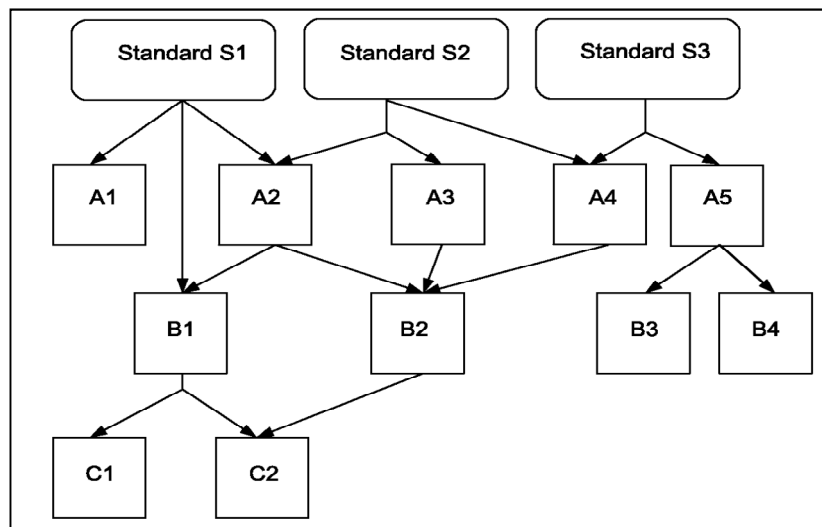 Standard S1
Standard S2
Standard S3
A1
A2
A3
A4
A5
B1
B2
B3
B4
C1
C2